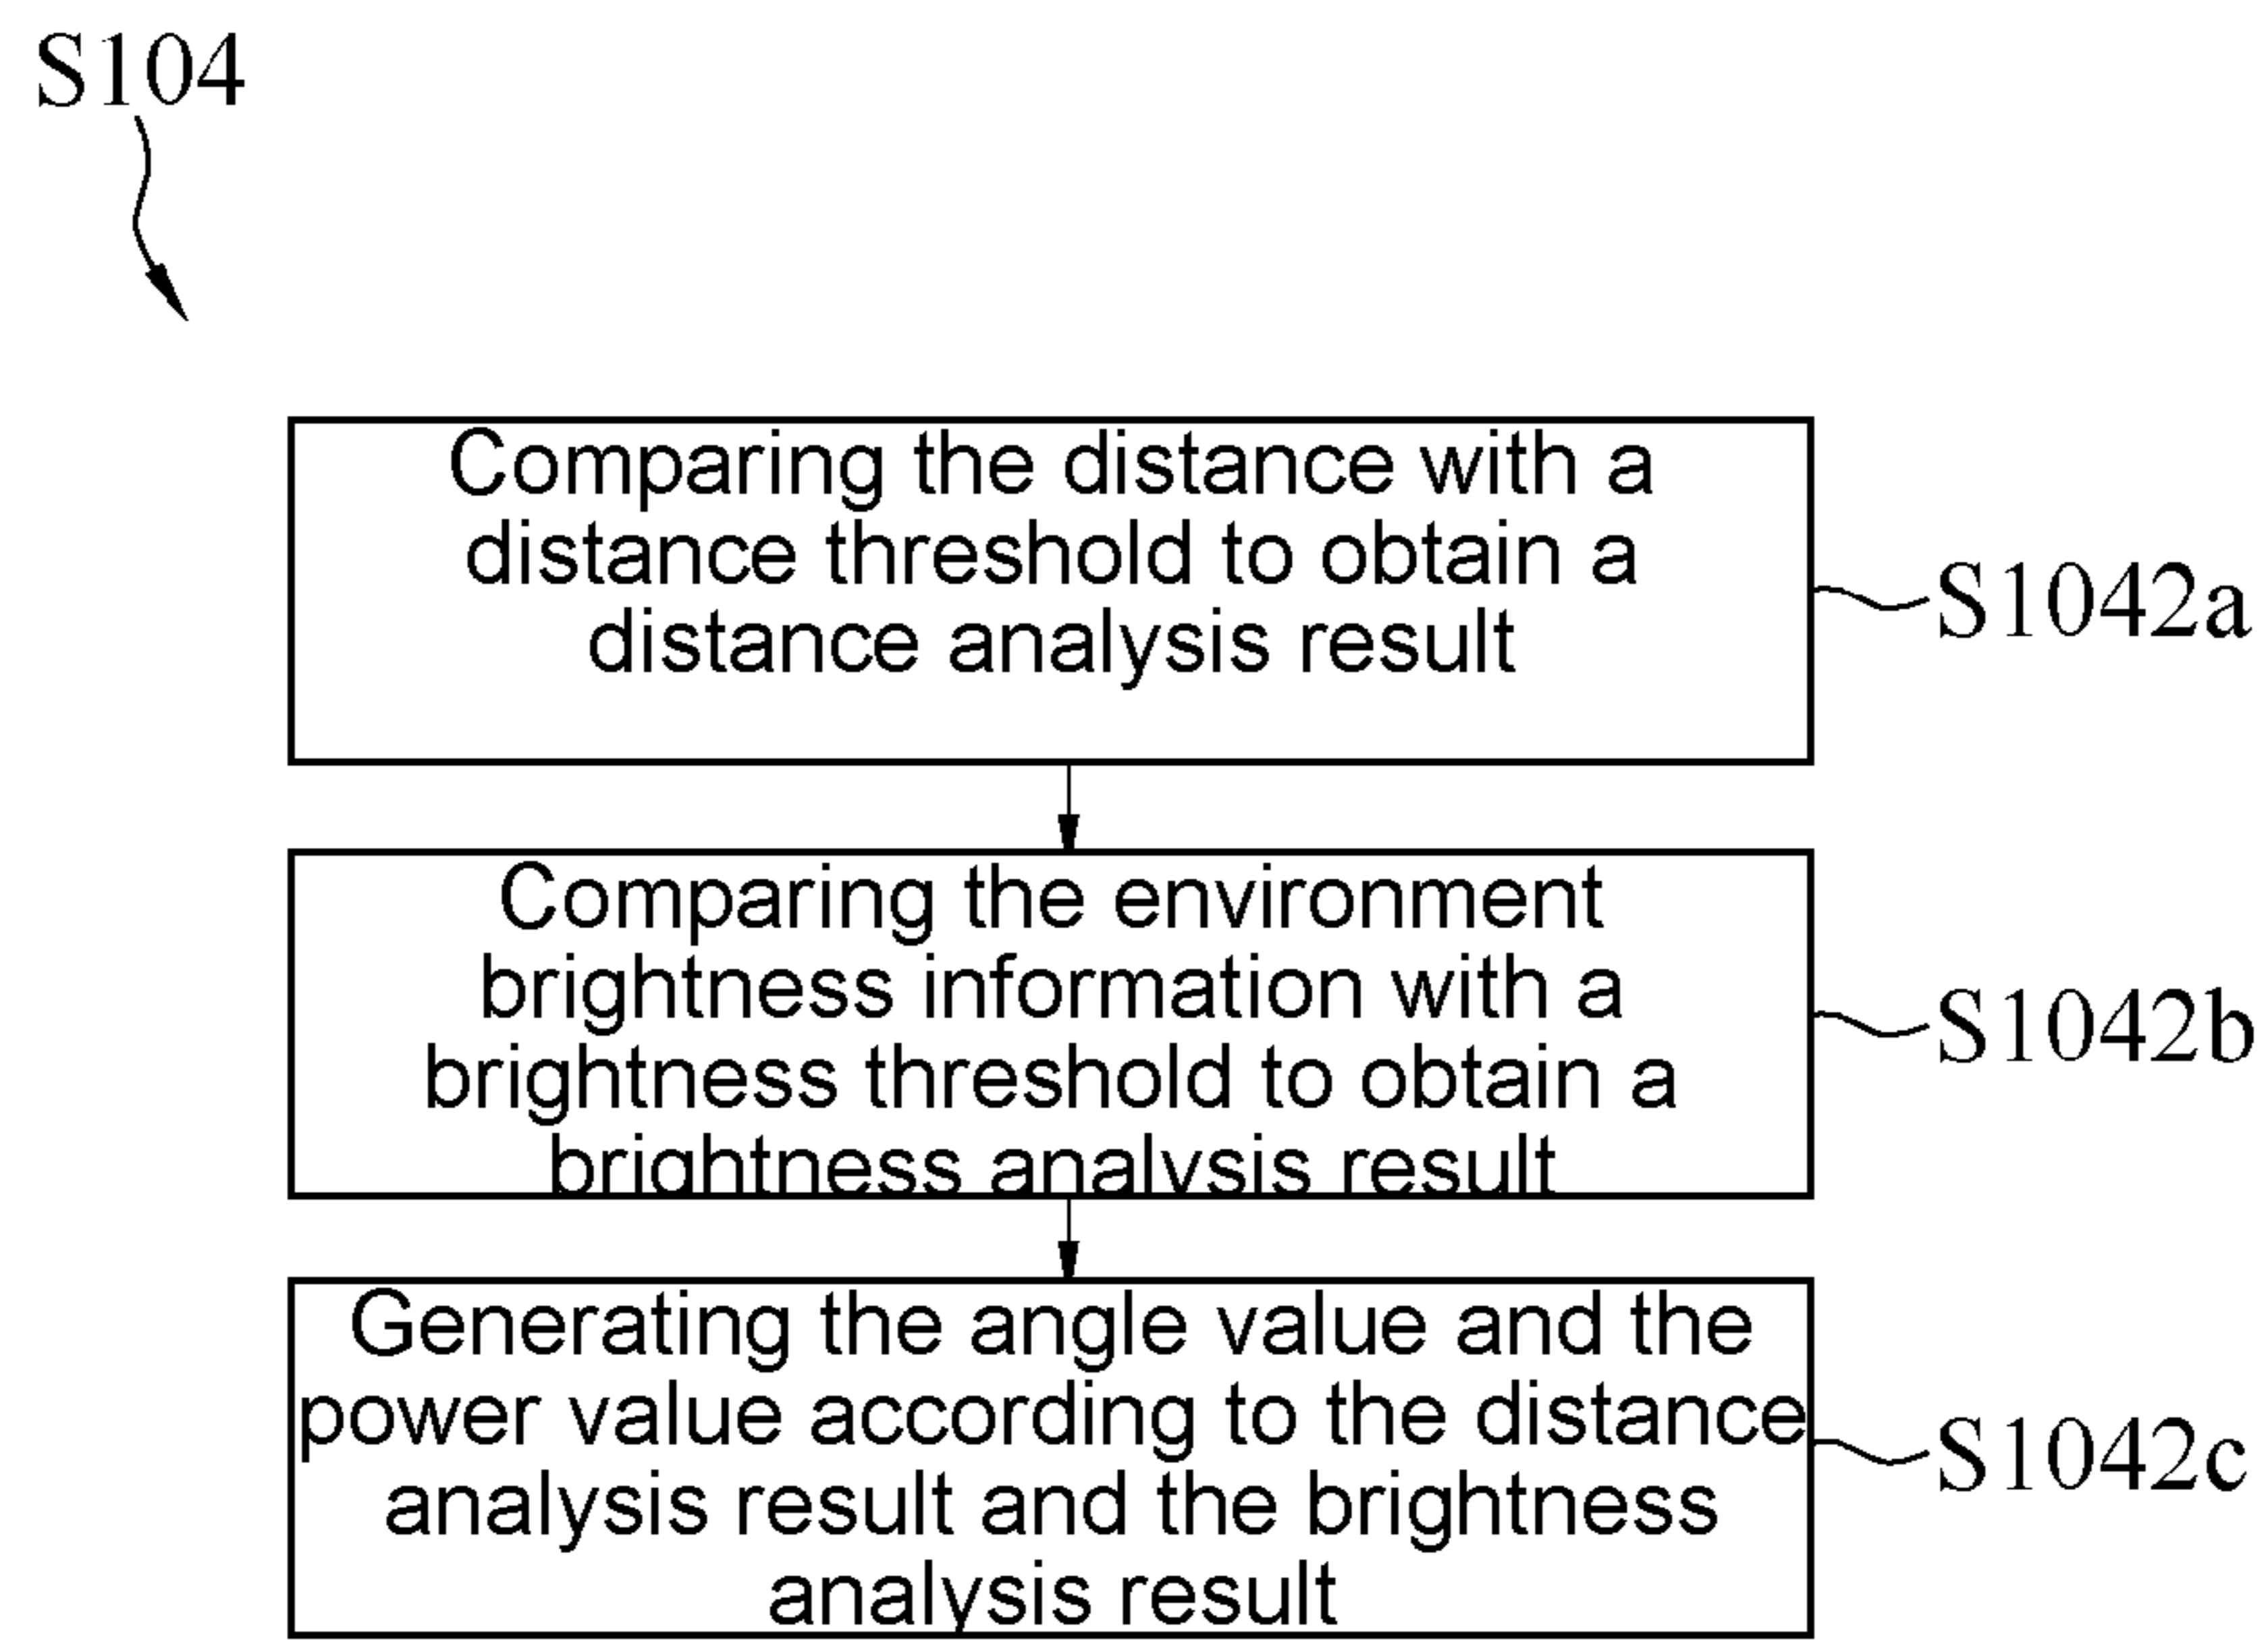 S104
Comparing the distance with a
distance threshold to obtain a
distance analysis result
S1042a
Comparing the environment
brightness information with a
brightness threshold to obtain a
brightness analysis result
S1042b
Generating the angle value and the
power value according to the distance
analysis result and the brightness
analysis result
S1042c